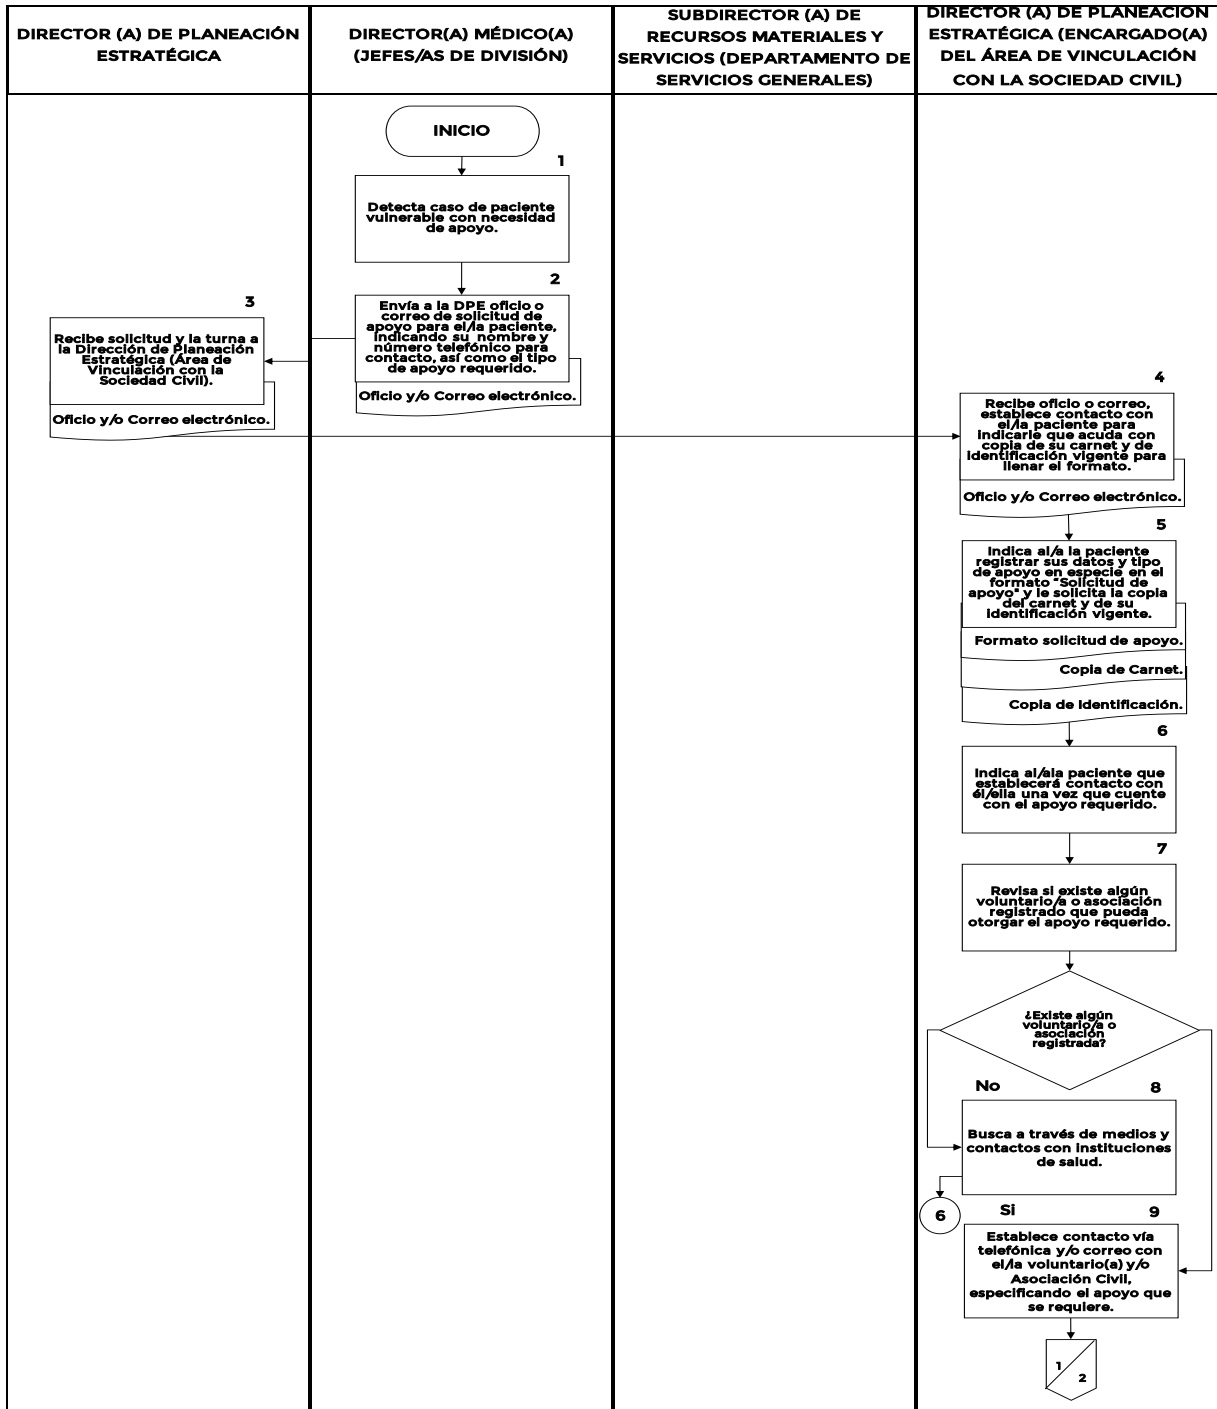 DIRECTOR (A) DE PLANEACIÓN
ESTRATÉGICA
DIRECTOR(A) MÉDICO(A)
(JEFES/AS DE DIVISIÓN)
SUBDIRECTOR (A) DE
RECURSOS MATERIALES Y
SERVICIOS (DEPARTAMENTO DE
SERVICIOS GENERALES)
DIRECTOR (A) DE PLANEACIÓN
ESTRATÉGICA (ENCARGADO(A)
DEL ÁREA DE VINCULACIÓN
CON LA SOCIEDAD CIVIL)
INICIO
1
Detecta caso de paciente
vulnerable con necesidad
de apoyo.
2
Envía a la DPE oficio o
correo de solicitud de
apoyo para el/la paciente,
indicando su nombre y
número telefónico para
contacto, así como el tipo
de apoyo requerido.
Oficio y/o Correo electrónico.
3
Recibe solicitud y la turna a
la Dirección de Planeación
Estratégica (Área de
Vinculación con la
Sociedad Civil).
Oficio y/o Correo electrónico.
4
Recibe oficio o correo,
establece contacto con
el/la paciente para
indicarle que acuda con
copia de su carnet y de
identificación vigente para
llenar el formato.
Oficio y/o Correo electrónico.
5
Indica al/a la paciente
registrar sus datos y tipo
de apoyo en especie en el
formato "Solicitud de
apoyo" y le solicita la copia
del carnet y de su
identificación vigente.
Formato solicitud de apoyo.
Copia de Carnet.
Copia de Identificación.
6
Indica al/ala paciente que
establecerá contacto con
él/ella una vez que cuente
con el apoyo requerido.
7
Revisa si existe algún
voluntario/a o asociación
registrado que pueda
otorgar el apoyo requerido.
¿Existe algún
voluntario/a o
asociación
registrada?
No
8
Busca a través de medios y
contactos con instituciones
de salud.
6
Si
9
Establece contacto vía
telefónica y/o correo con
el/la voluntario(a) y/o
Asociación Civil,
especificando el apoyo que
se requiere.
1
2